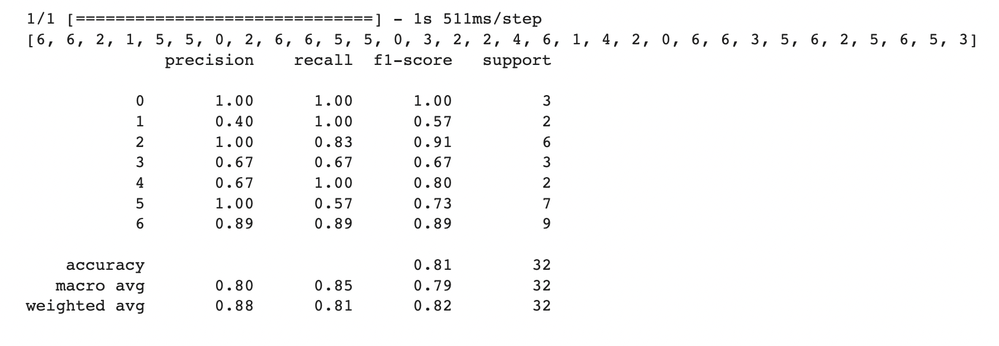 1/1 [==============================] - 1s 511ms/step
[6, 6, 2, 1, 5, 5, 0, 2, 6, 6, 5, 5, 0, 3, 2, 2, 4, 6, 1, 4, 2, 0, 6, 6, 3, 5, 6, 2, 5, 6, 5, 3]
              precision    recall  f1-score   support

           0       1.00      1.00      1.00         3
           1       0.40      1.00      0.57         2
           2       1.00      0.83      0.91         6
           3       0.67      0.67      0.67         3
           4       0.67      1.00      0.80         2
           5       1.00      0.57      0.73         7
           6       0.89      0.89      0.89         9

    accuracy                           0.81        32
   macro avg       0.80      0.85      0.79        32
weighted avg       0.88      0.81      0.82        32